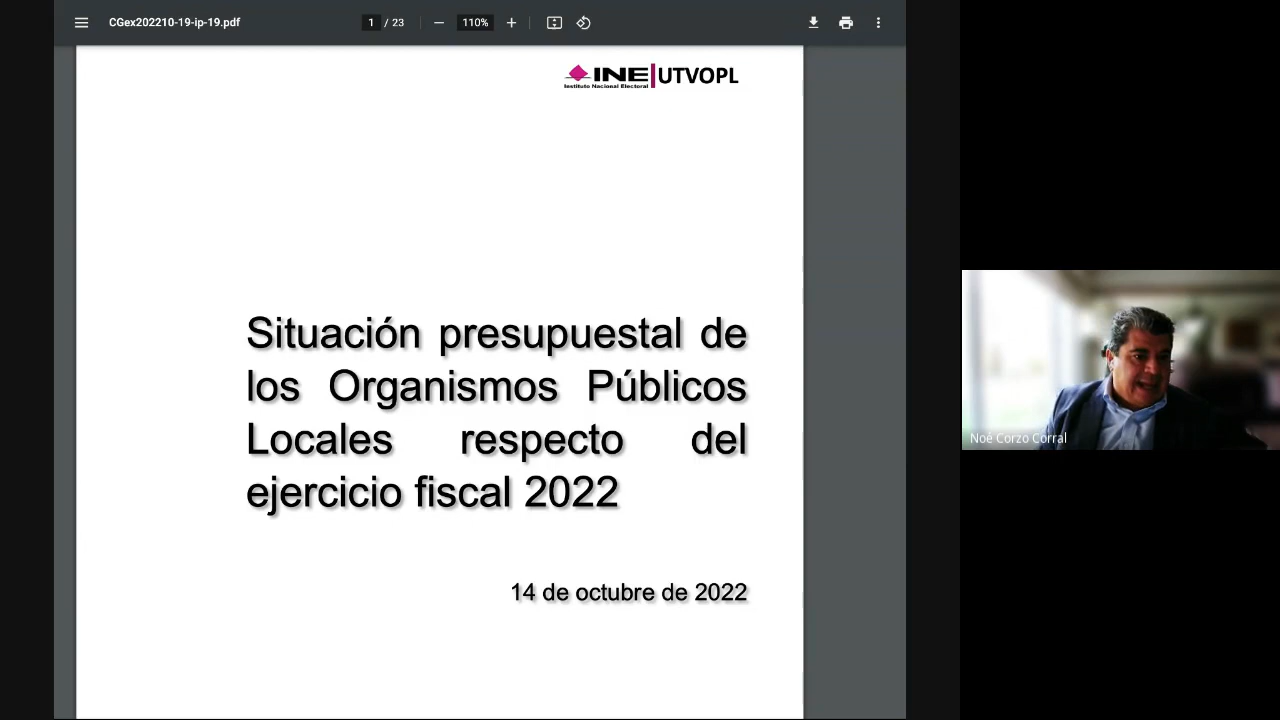 CGex202210-19-ip-19.pdf
1 / 23
110%
INE UTVOPL
Instituto Nacional Electoral
Situación presupuestal de
los Organismos Públicos
Locales respecto del
ejercicio fiscal 2022
14 de octubre de 2022
Noé Corzo Corral